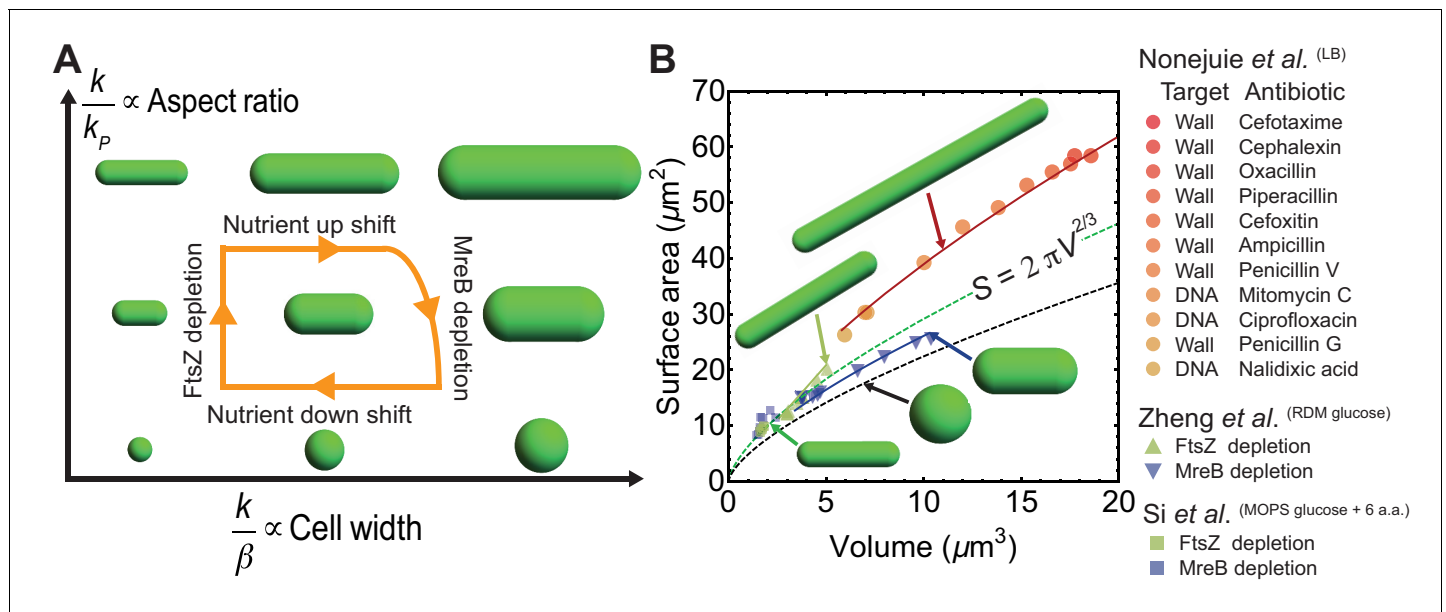 A
k
k_P ∝ Aspect ratio
Nutrient up shift
FtsZ depletion
MreB depletion
Nutrient down shift
k
β ∝ Cell width
B
Surface area (μm²)
70
60
50
40
30
20
10
0
S = 2 πV^2/3
0 5 10 15 20
Volume (μm³)
Nonejuie et al. (LB)
Target Antibiotic
Wall Cefotaxime
Wall Cephalexin
Wall Oxacillin
Wall Piperacillin
Wall Cefoxitin
Wall Ampicillin
Wall Penicillin V
DNA Mitomycin C
DNA Ciprofloxacin
Wall Penicillin G
DNA Nalidixic acid
Zheng et al. (RDM glucose)
FtsZ depletion
MreB depletion
Si et al. (MOPS glucose + 6 a.a.)
FtsZ depletion
MreB depletion